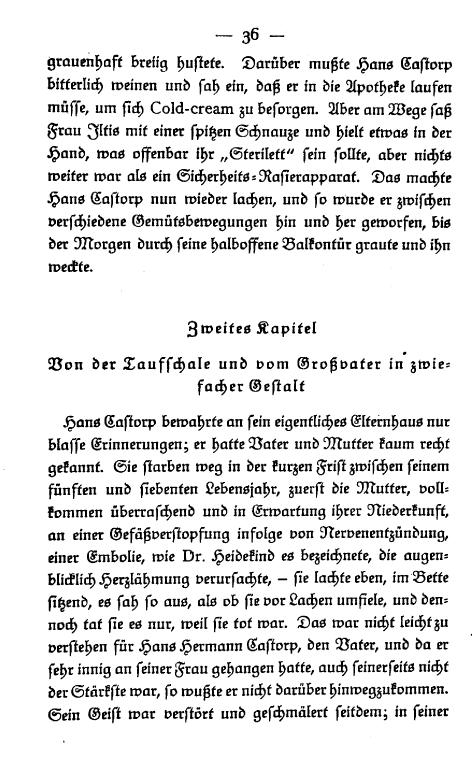 — 36 —
grauenhaft breiig hustete. Darüber mußte Hans Castorp
bitterlich weinen und sah ein, daß er in die Apotheke laufen
müsse, um sich Cold-cream zu besorgen. Aber am Wege saß
Frau Iltis mit einer spitzen Schnauze und hielt etwas in der
Hand, was offenbar ihr „Sterilett“ sein sollte, aber nichts
weiter war als ein Sicherheits-Rasierapparat. Das machte
Hans Castorp nun wieder lachen, und so wurde er zwischen
verschiedene Gemütsbewegungen hin und her geworfen, bis
der Morgen durch seine halboffene Balkontür graute und ihn
weckte.
Zweites Kapitel
Von der Taufschale und vom Großvater in zwie-
facher Gestalt
Hans Castorp bewahrte an sein eigentliches Elternhaus nur
blasse Erinnerungen; er hatte Vater und Mutter kaum recht
gekannt. Sie starben weg in der kurzen Frist zwischen seinem
fünften und siebenten Lebensjahr, zuerst die Mutter, voll-
kommen überraschend und in Erwartung ihrer Niederkunft,
an einer Gefäßverstopfung infolge von Nervenentzündung,
einer Embolie, wie Dr. Heidekind es bezeichnete, die augen-
blicklich Herzlähmung verursachte, – sie lachte eben, im Bette
sitzend, es sah so aus, als ob sie vor Lachen umfiele, und den-
noch tat sie es nur, weil sie tot war. Das war nicht leicht zu
verstehen für Hans Hermann Castorp, den Vater, und da er
sehr innig an seiner Frau gehangen hatte, auch seinerseits nicht
der Stärkste war, so wußte er nicht darüber hinwegzukommen.
Sein Geist war verstört und geschmälert seitdem; in seiner